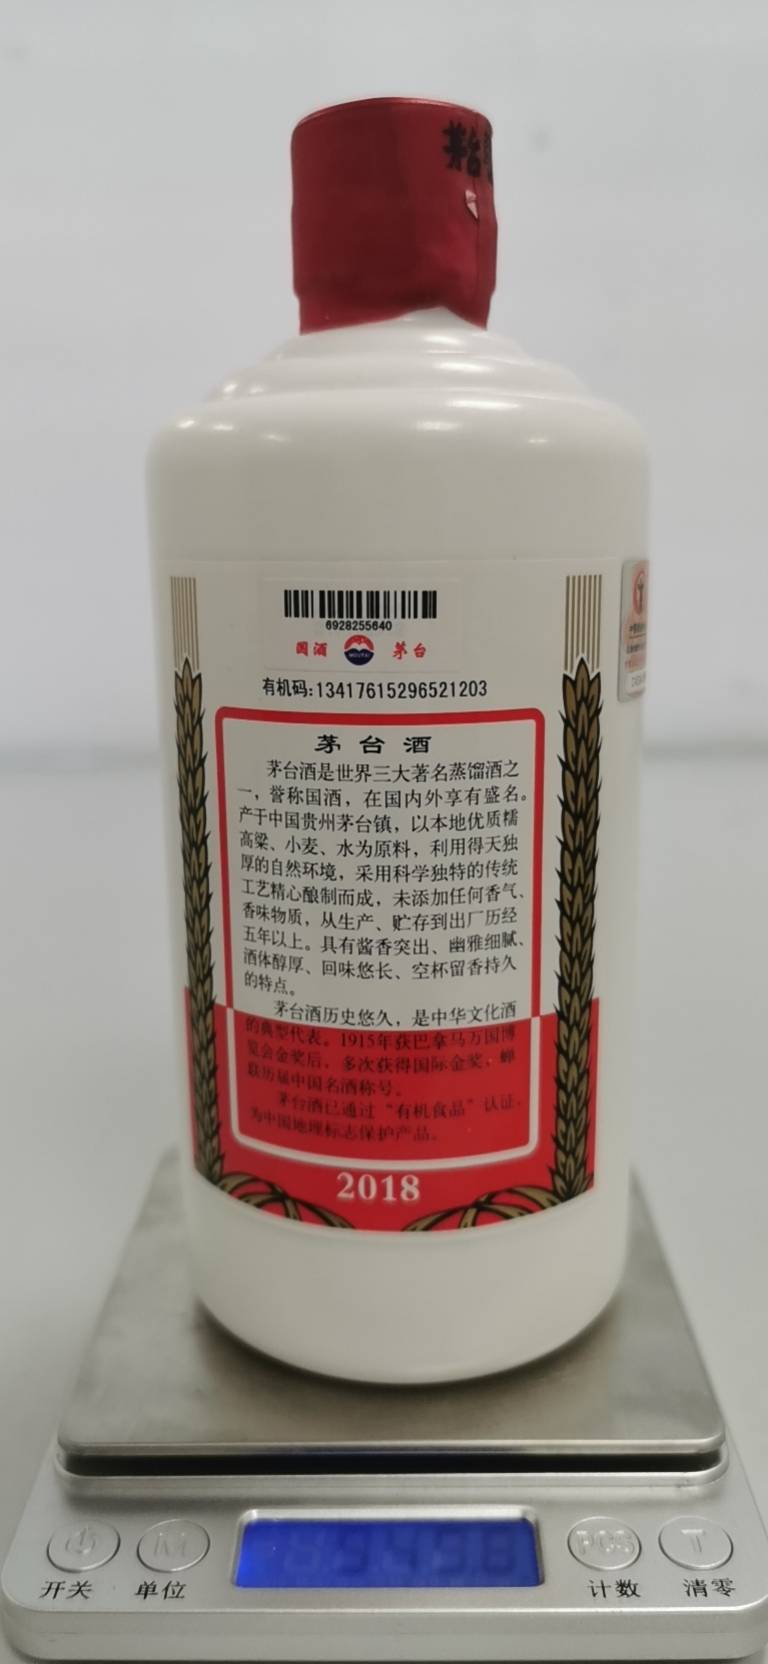 茅台
6928255640
国酒 MOUTAI 茅台
有机码:13417615296521203
茅台酒
茅台酒是世界三大著名蒸馏酒之
一，誉称国酒，在国内外享有盛名。
产于中国贵州茅台镇，以本地优质糯
高粱、小麦、水为原料，利用得天独
厚的自然环境，采用科学独特的传统
工艺精心酿制而成，未添加任何香气、
香味物质，从生产、贮存到出厂历经
五年以上。具有酱香突出、幽雅细腻、
酒体醇厚、回味悠长、空杯留香持久
的特点。
茅台酒历史悠久，是中华文化酒
的典型代表。1915年获巴拿马万国博
览会金奖后，多次获得国际金奖，蝉
联历届中国名酒称号。
茅台酒已通过“有机食品”认证，
为中国地理标志保护产品。
2018
M PCS T
开关 单位 计数 清零